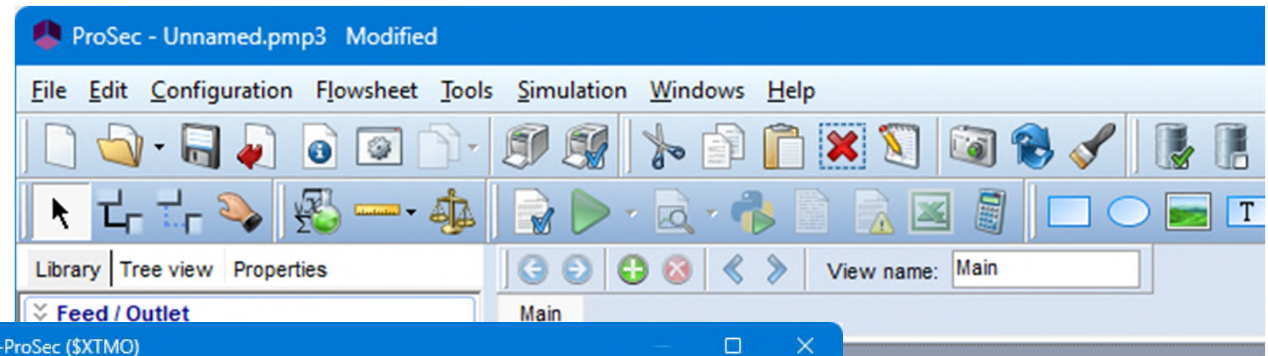 ProSec - Unnamed.pmp3 Modified
File Edit Configuration Flowsheet Tools Simulation Windows Help
T
Library Tree view Properties
View name: Main
Feed / Outlet
Main
-ProSec ($XTMO)